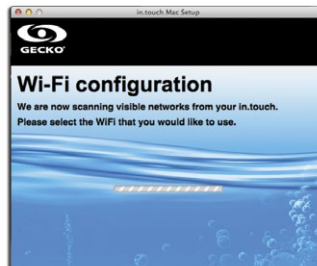 in.touch Mac Setup
GECKO
Wi-Fi configuration
We are now scanning visible networks from your in.touch.
Please select the WiFi that you would like to use.